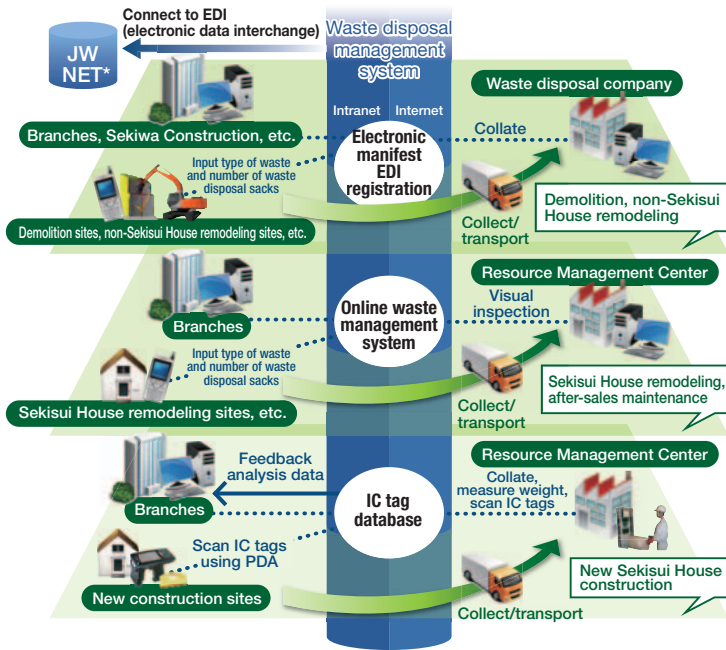 Connect to EDI
(electronic data interchange)
JW
NET*
Waste disposal
management
system
Intranet
Internet
Branches, Sekiwa Construction, etc.
Electronic
manifest
EDI
registration
Collate
Waste disposal company
Input type of waste
and number of waste
disposal sacks
Demolition sites, non-Sekisui House remodeling sites, etc.
Collect/
transport
Demolition, non-Sekisui
House remodeling
Branches
Online waste
management
system
Resource Management Center
Visual
inspection
Input type of waste
and number of waste
disposal sacks
Sekisui House remodeling sites, etc.
Collect/
transport
Sekisui House remodeling,
after-sales maintenance
Feedback
analysis data
Branches
IC tag
database
Resource Management Center
Collate,
measure weight,
scan IC tags
Scan IC tags
using PDA
New construction sites
Collect/transport
New Sekisui House
construction